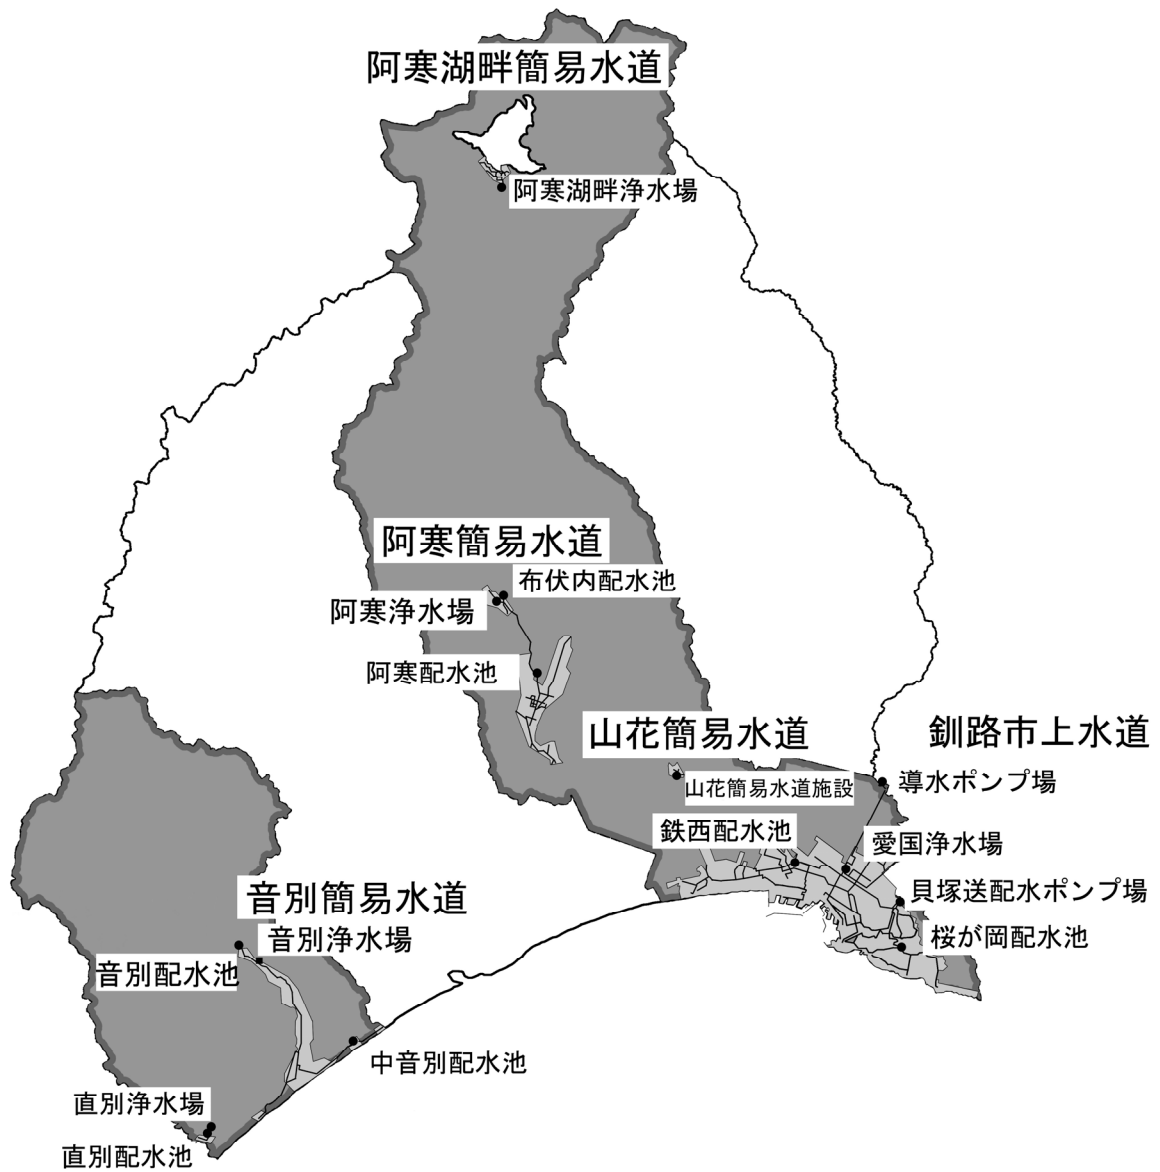 阿寒湖畔簡易水道
阿寒湖畔浄水場
阿寒簡易水道
布伏内配水池
阿寒浄水場
阿寒配水池
山花簡易水道
釧路市上水道
導水ポンプ場
山花簡易水道施設
鉄西配水池
愛国浄水場
貝塚送配水ポンプ場
桜が岡配水池
音別簡易水道
音別浄水場
音別配水池
中音別配水池
直別浄水場
直別配水池